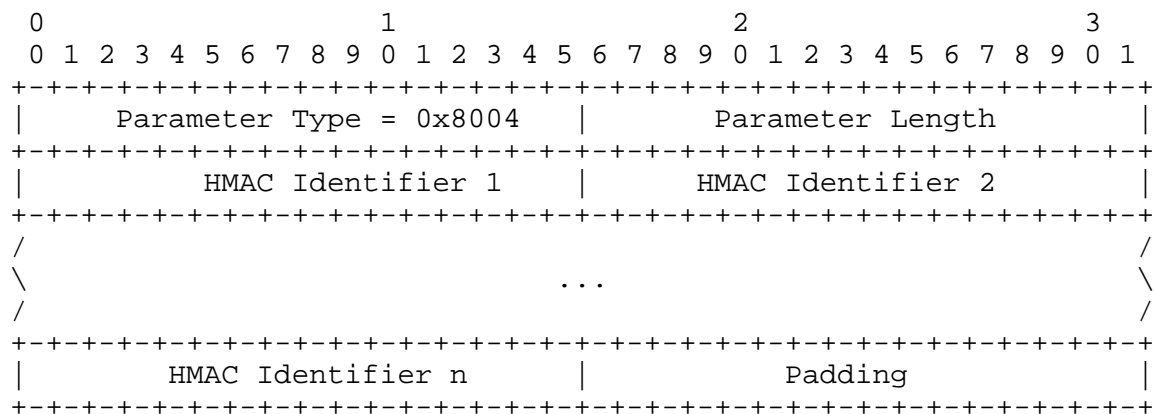 0                   1                   2                   3
 0 1 2 3 4 5 6 7 8 9 0 1 2 3 4 5 6 7 8 9 0 1 2 3 4 5 6 7 8 9 0 1
+-+-+-+-+-+-+-+-+-+-+-+-+-+-+-+-+-+-+-+-+-+-+-+-+-+-+-+-+-+-+-+-+
|     Parameter Type = 0x8004   |       Parameter Length        |
+-+-+-+-+-+-+-+-+-+-+-+-+-+-+-+-+-+-+-+-+-+-+-+-+-+-+-+-+-+-+-+-+
|          HMAC Identifier 1    |      HMAC Identifier 2        |
+-+-+-+-+-+-+-+-+-+-+-+-+-+-+-+-+-+-+-+-+-+-+-+-+-+-+-+-+-+-+-+-+
/                                                               /
\                              ...                              \
/                                                               /
+-+-+-+-+-+-+-+-+-+-+-+-+-+-+-+-+-+-+-+-+-+-+-+-+-+-+-+-+-+-+-+-+
|        HMAC Identifier n      |           Padding             |
+-+-+-+-+-+-+-+-+-+-+-+-+-+-+-+-+-+-+-+-+-+-+-+-+-+-+-+-+-+-+-+-+